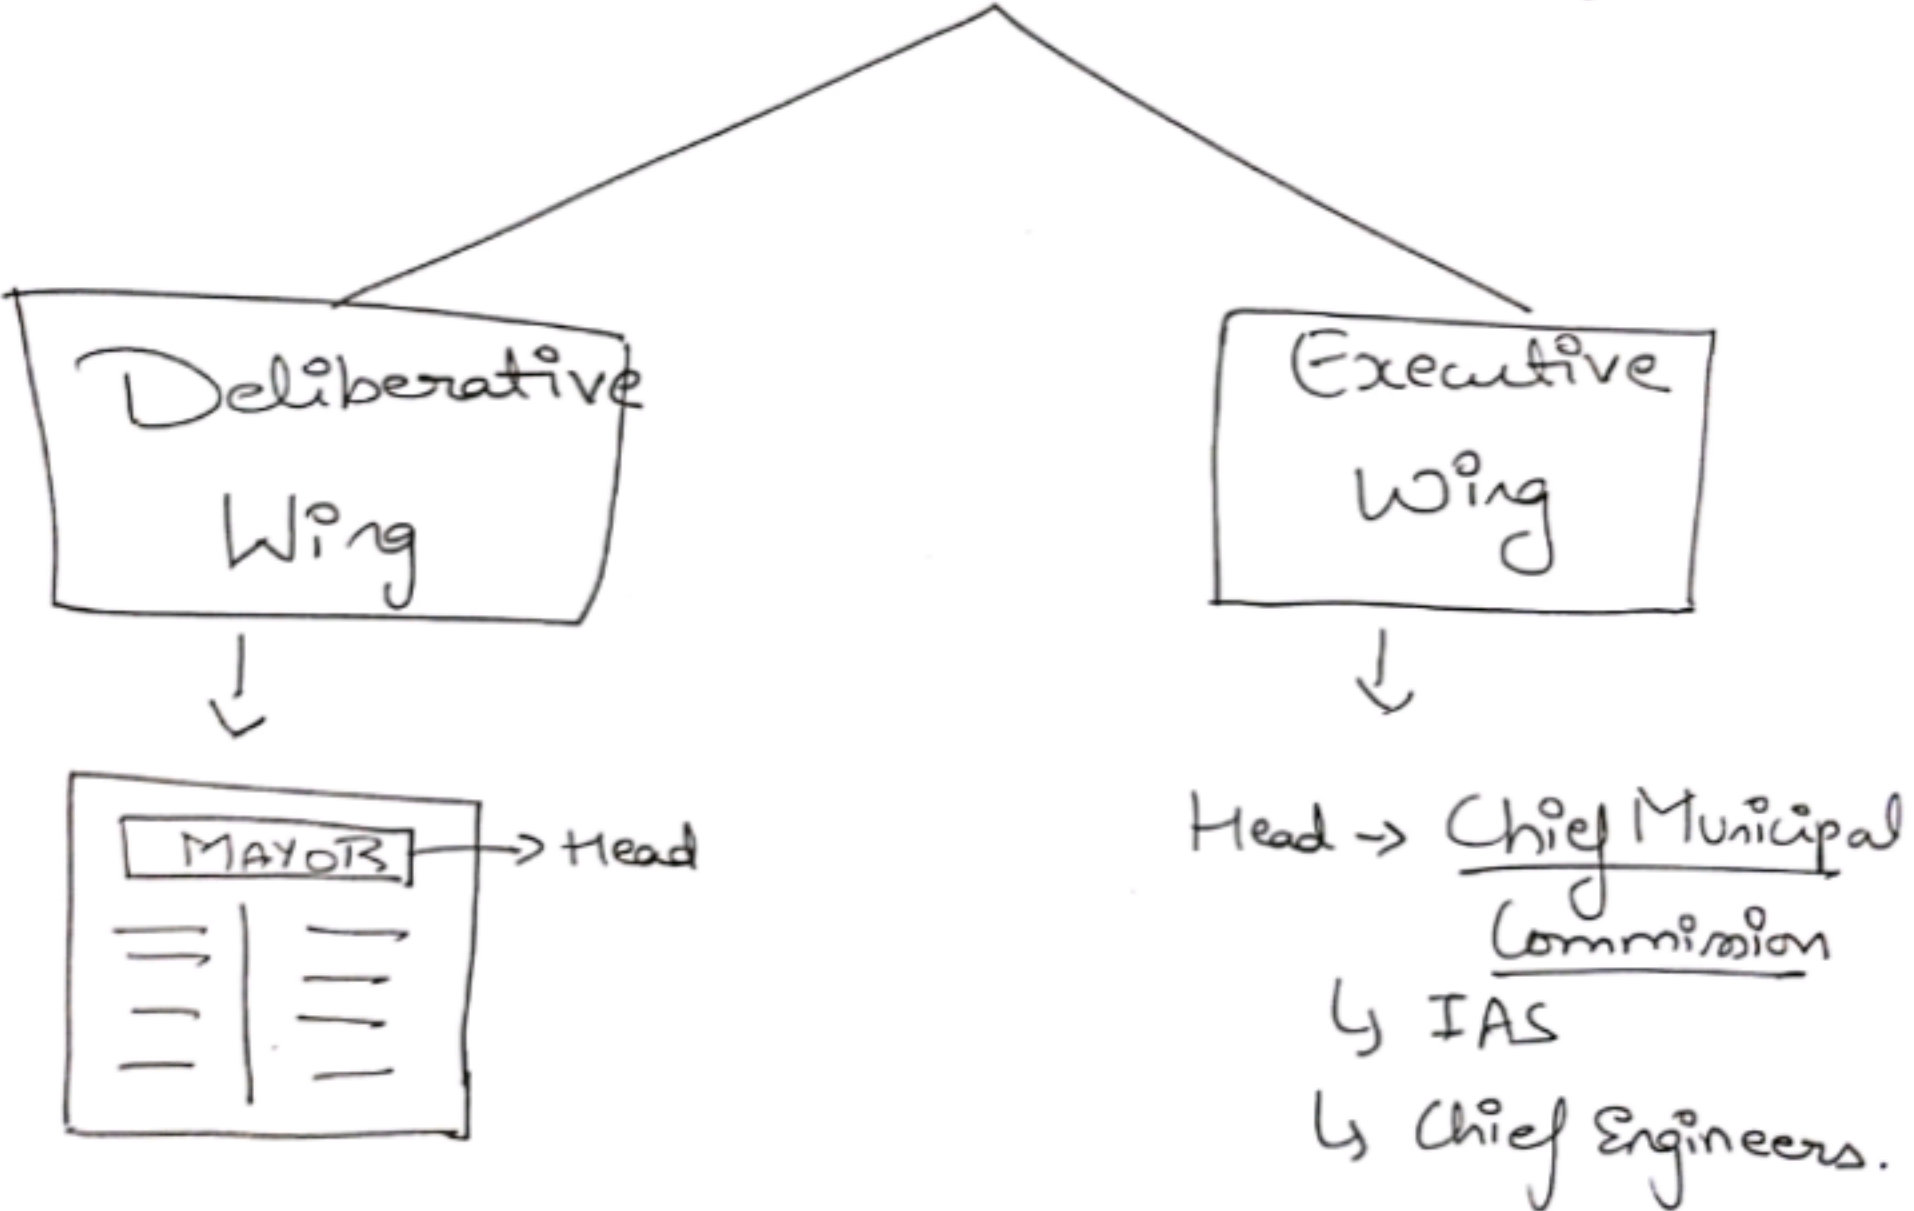 Deliberative
Wing
Executive
Wing
MAYOR → Head
Head → Chief Municipal
Commission
↳ IAS
↳ Chief Engineers.